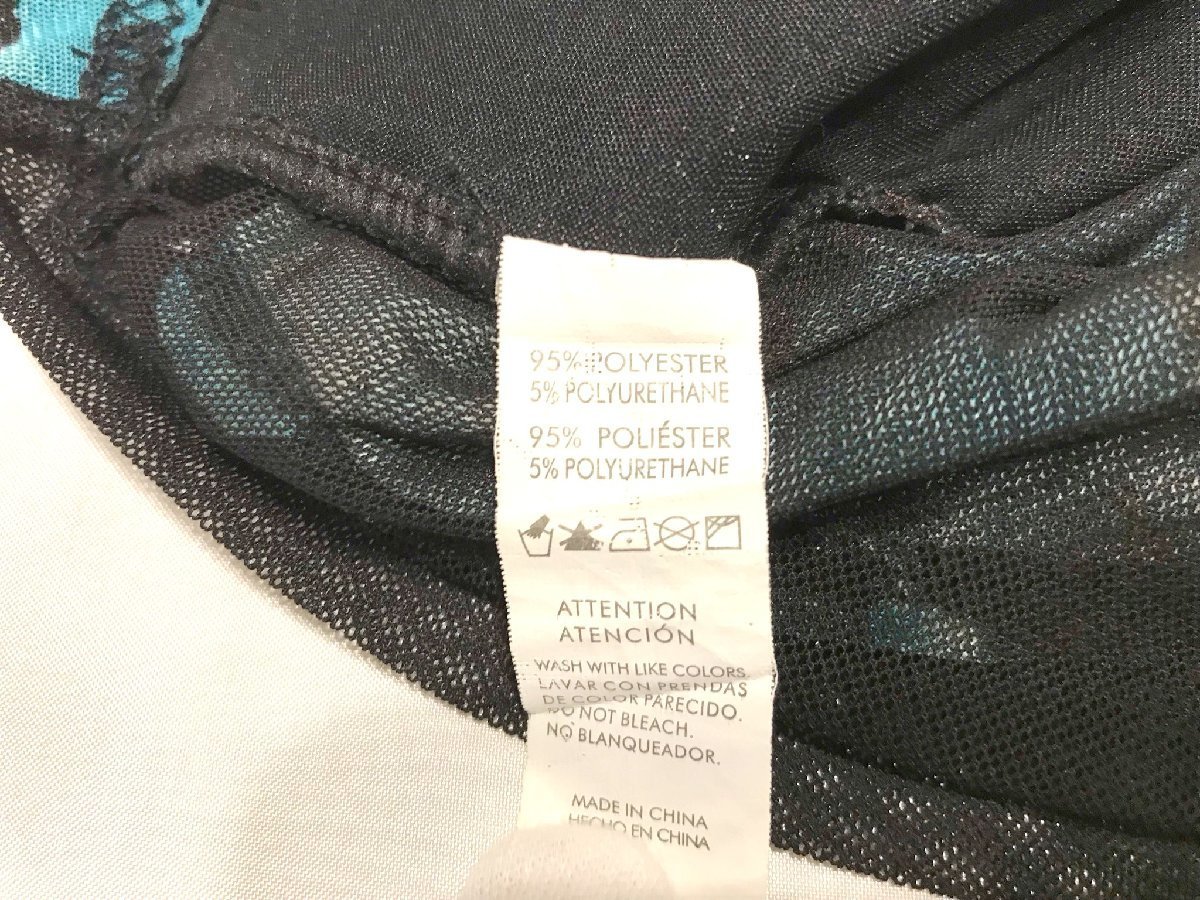 95% POLYESTER
5% POLYURETHANE
95% POLIÉSTER
5% POLYURETHANE
ATTENTION
ATENCIÓN
WASH WITH LIKE COLORS.
LAVAR CON PRENDAS
DE COLOR PARECIDO.
DO NOT BLEACH.
NO BLANQUEADOR.
MADE IN CHINA
HECHO EN CHINA